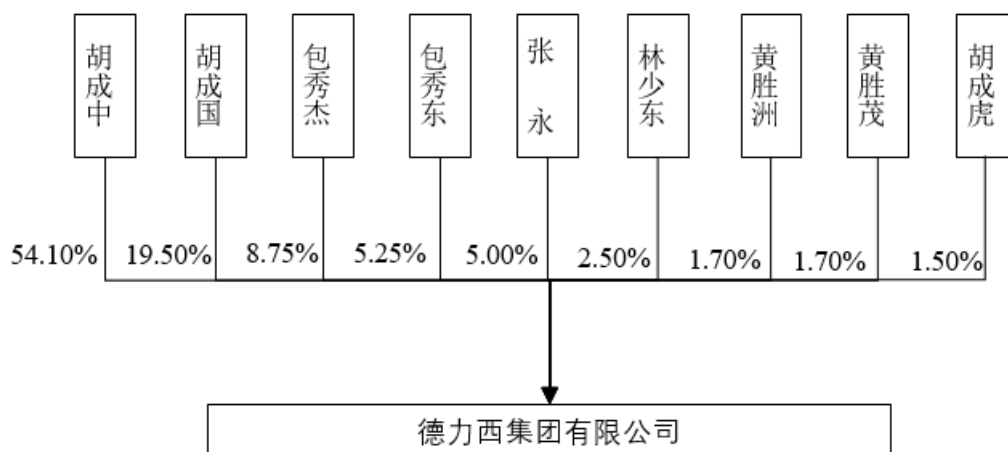 胡成中
胡成国
包秀杰
包秀东
张永
林少东
黄胜洲
黄胜茂
胡成虎
54.10%
19.50%
8.75%
5.25%
5.00%
2.50%
1.70%
1.70%
1.50%
德力西集团有限公司